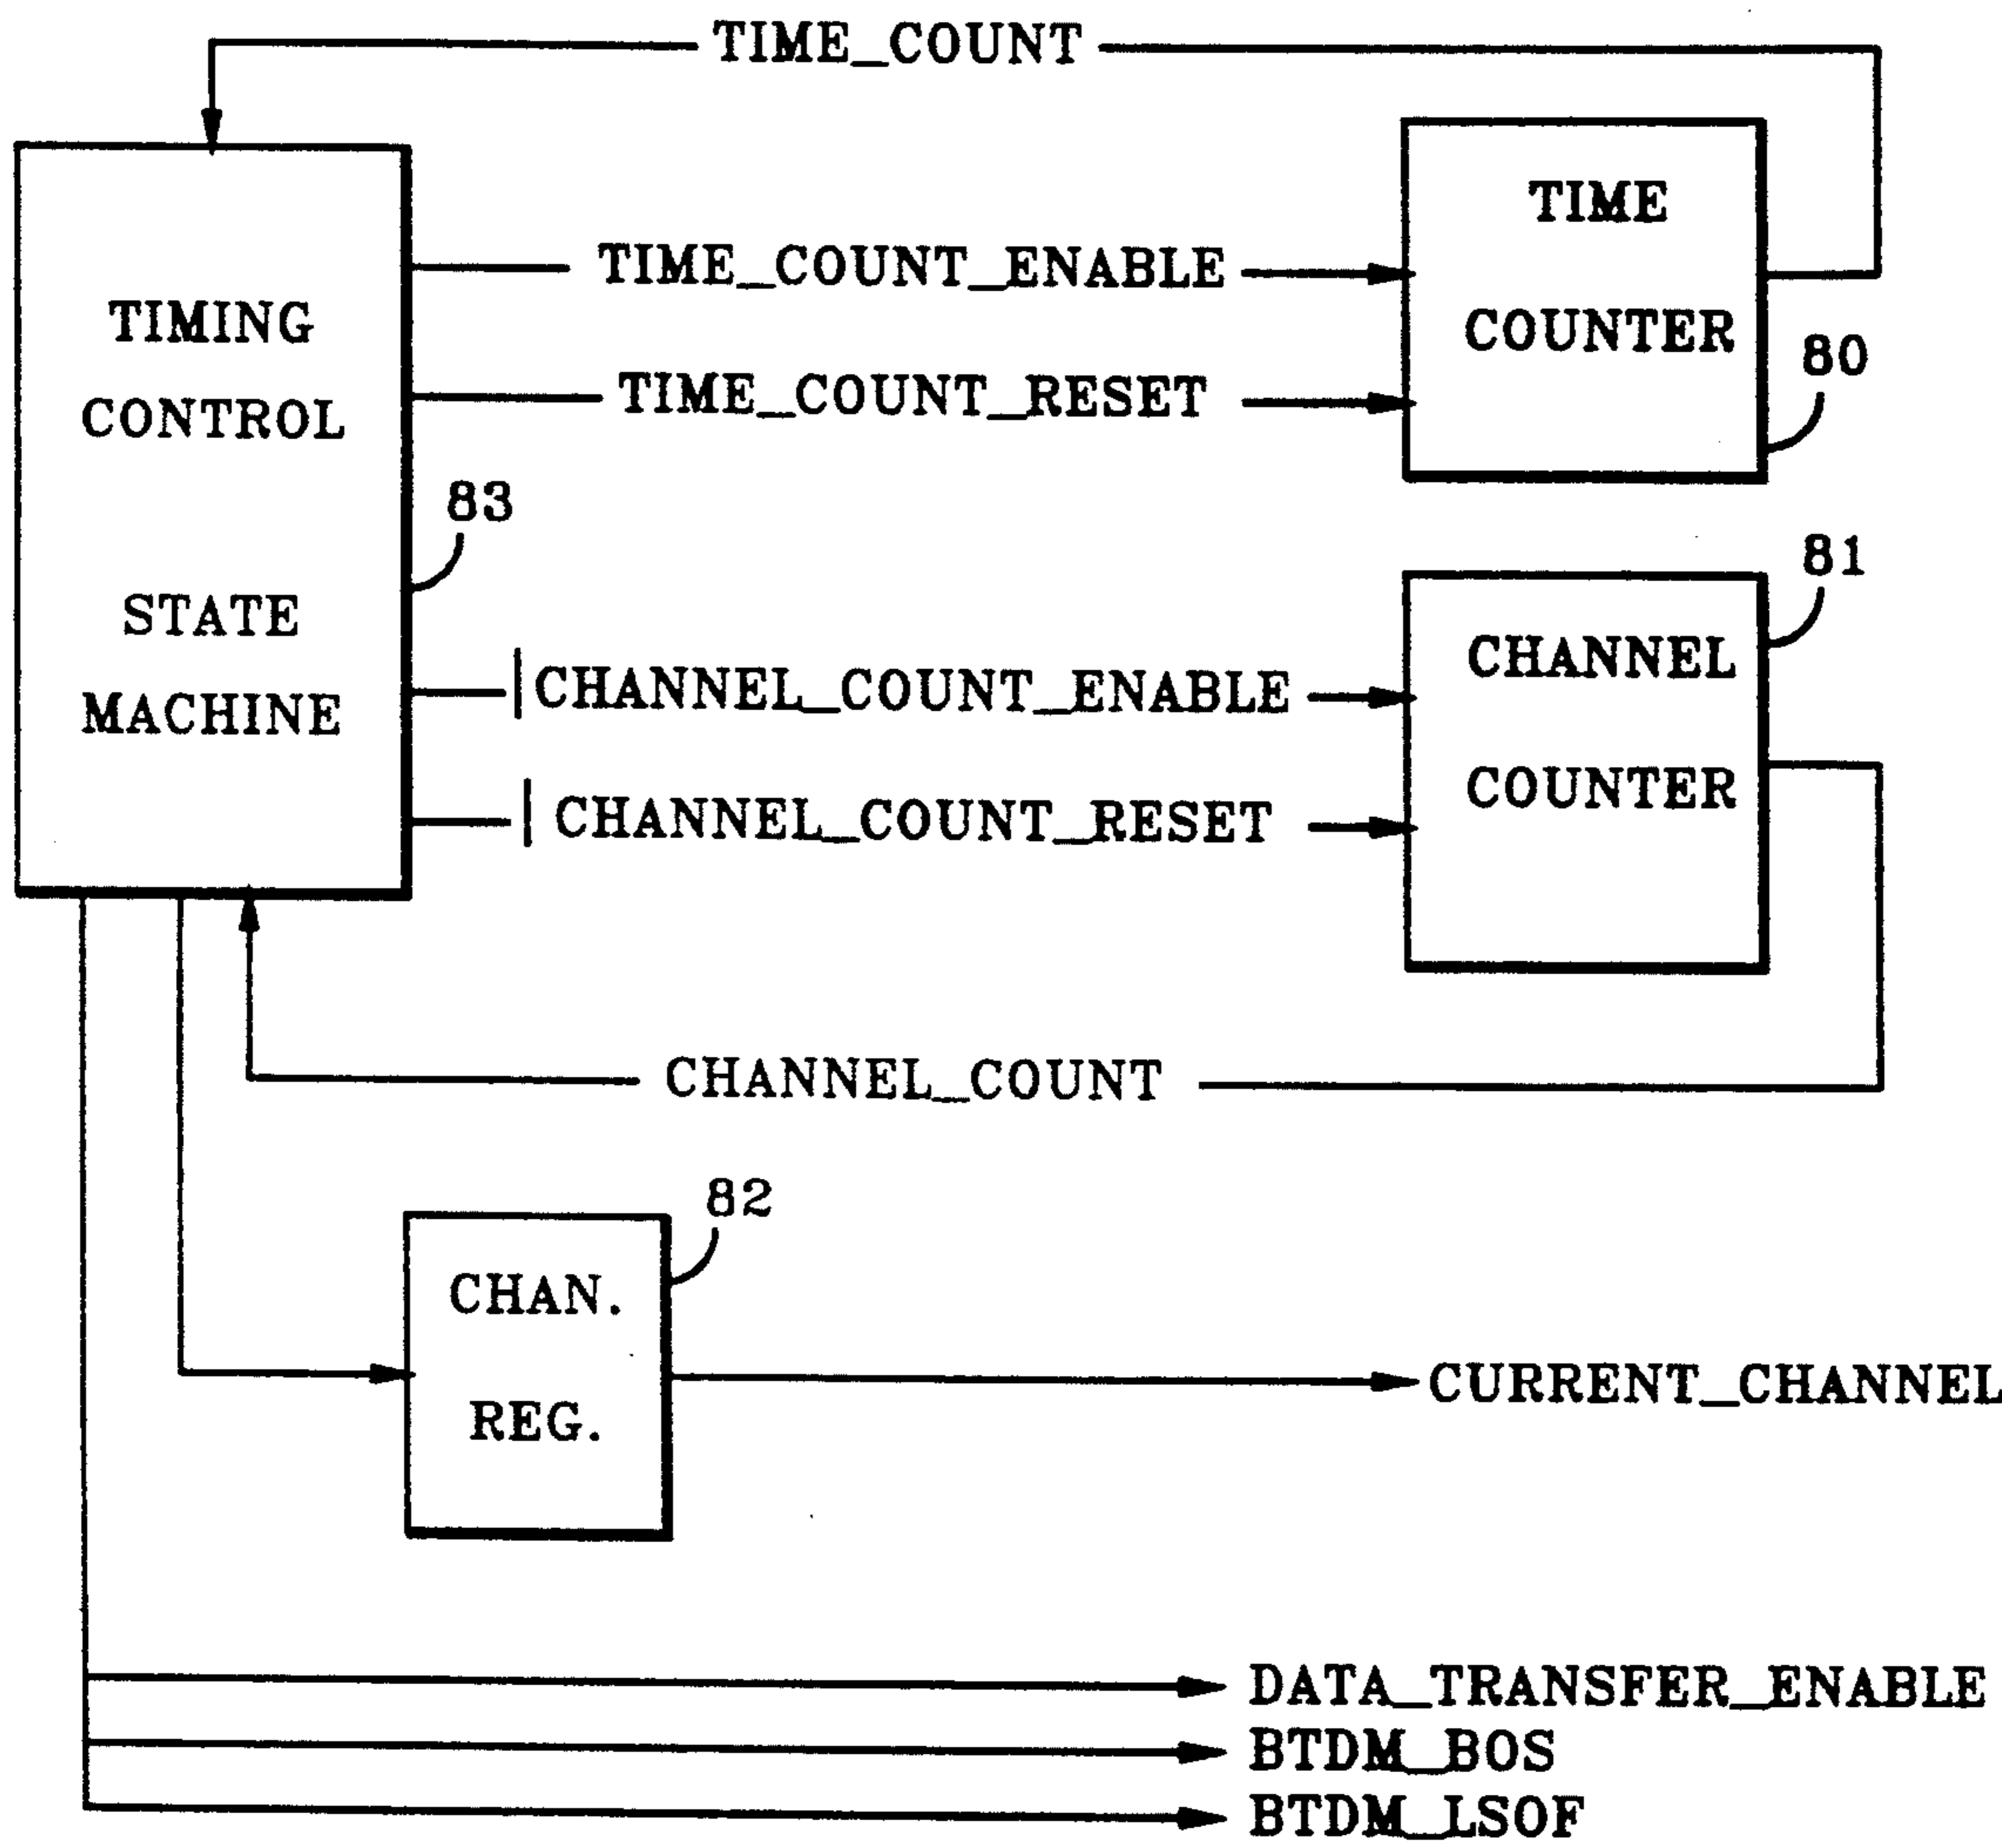 TIME_COUNT
TIMING
CONTROL
STATE
MACHINE
83
TIME_COUNT_ENABLE
TIME_COUNT_RESET
TIME
COUNTER
80
CHANNEL_COUNT_ENABLE
CHANNEL_COUNT_RESET
CHANNEL
COUNTER
81
CHANNEL_COUNT
CHAN.
REG.
82
CURRENT_CHANNEL
DATA_TRANSFER_ENABLE
BTDM_BOS
BTDM_LSOF